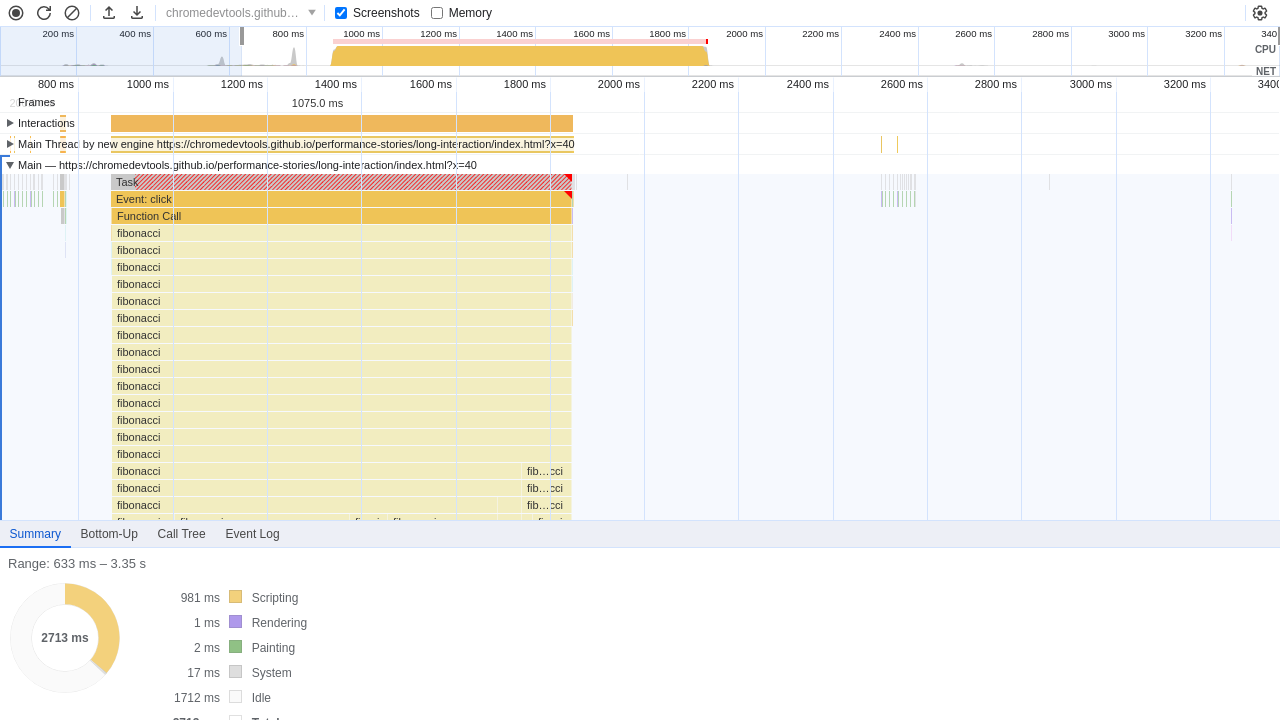 chromedevtools.github… Screenshots Memory
200 ms 400 ms 600 ms 800 ms 1000 ms 1200 ms 1400 ms 1600 ms 1800 ms 2000 ms 2200 ms 2400 ms 2600 ms 2800 ms 3000 ms 3200 ms 340
CPU
NET
800 ms 1000 ms 1200 ms 1400 ms 1600 ms 1800 ms 2000 ms 2200 ms 2400 ms 2600 ms 2800 ms 3000 ms 3200 ms 3400
Frames 1075.0 ms
Interactions
Main Thread by new engine https://chromedevtools.github.io/performance-stories/long-interaction/index.html?x=40
Main — https://chromedevtools.github.io/performance-stories/long-interaction/index.html?x=40
Task
Event: click
Function Call
fibonacci
fibonacci
fibonacci
fibonacci
fibonacci
fibonacci
fibonacci
fibonacci
fibonacci
fibonacci
fibonacci
fibonacci
fibonacci
fibonacci
fibonacci fib…cci
fibonacci fib…cci
fibonacci fib…cci
Summary Bottom-Up Call Tree Event Log
Range: 633 ms – 3.35 s
2713 ms
981 ms Scripting
1 ms Rendering
2 ms Painting
17 ms System
1712 ms Idle